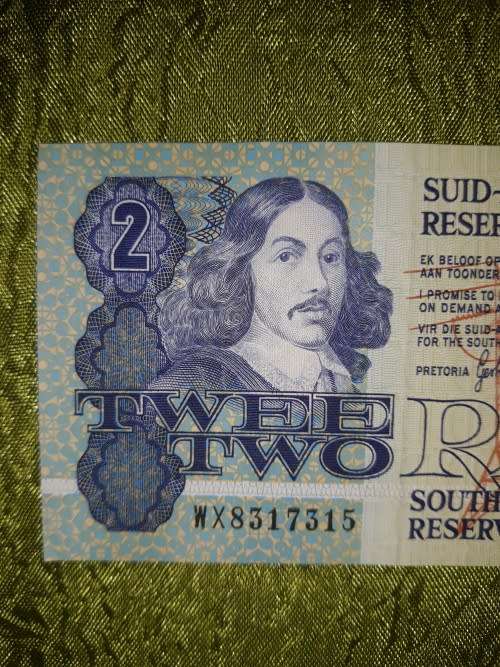 2
SUID-
RESER
EK BELOOF OP
AAN TOONDER
I PROMISE TO
ON DEMAND A
VIR DIE SUID-
FOR THE SOUTH
PRETORIA
TWEE
TWO
R
SOUTH
RESERV
WX8317315